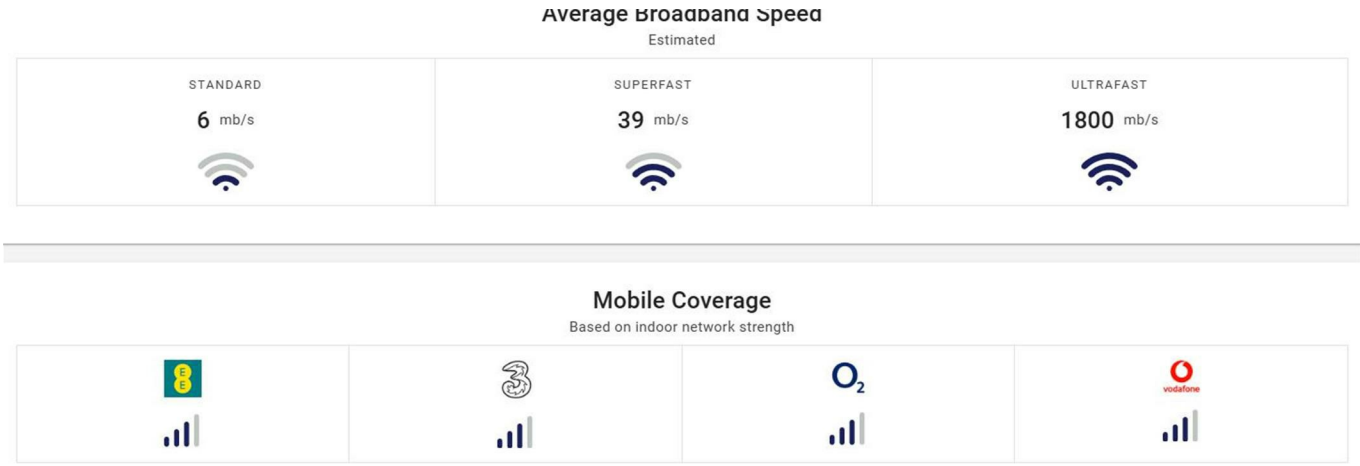 Average Broadband Speed
Estimated
STANDARD
SUPERFAST
ULTRAFAST
6 mb/s
39 mb/s
1800 mb/s
Mobile Coverage
Based on indoor network strength
EE
3
O2
vodafone